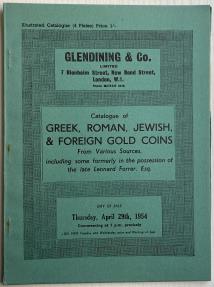 Illustrated Catalogue (4 Plates) Price 1/-
GLENDINING & Co.
LIMITED
7 Blenheim Street, New Bond Street,
London, W.1.
Catalogue of
GREEK, ROMAN, JEWISH,
& FOREIGN GOLD COINS
From Various Sources,
including some formerly in the possession of
the late Leonard Forrer, Esq.
DAY OF SALE
Thursday, April 29th, 1954
Commencing at 1 p.m. precisely